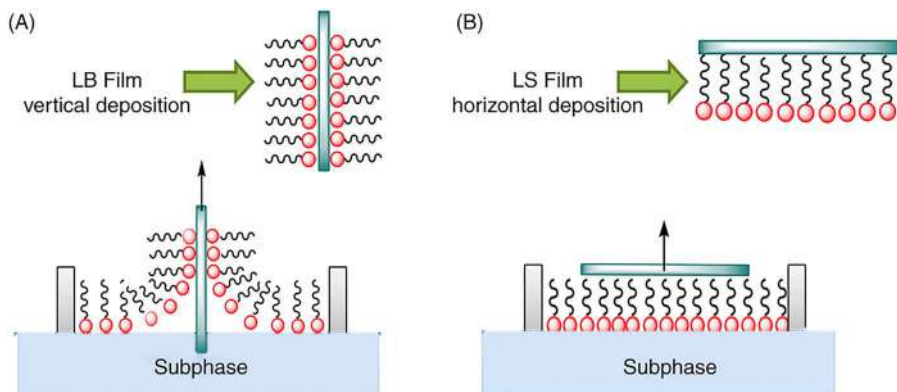 (A)
LB Film
vertical deposition
Subphase
(B)
LS Film
horizontal deposition
Subphase